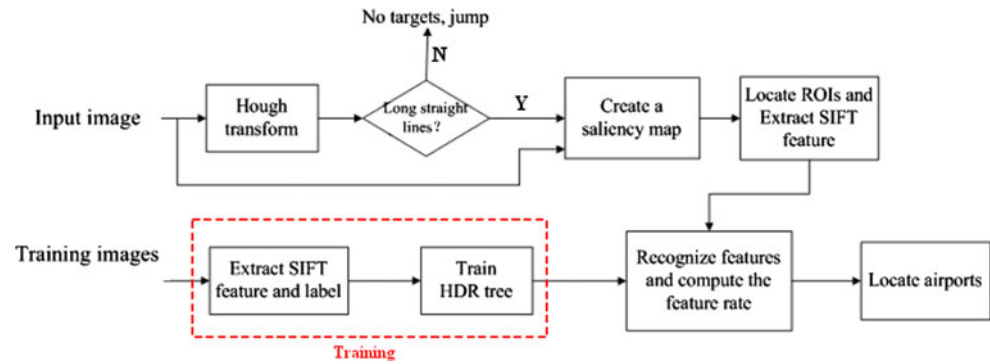 No targets, jump
N
Input image
Hough
transform
Long straight
lines?
Y
Create a
saliency map
Locate ROIs and
Extract SIFT
feature
Training images
Extract SIFT
feature and label
Train
HDR tree
Recognize features
and compute the
feature rate
Locate airports
Training